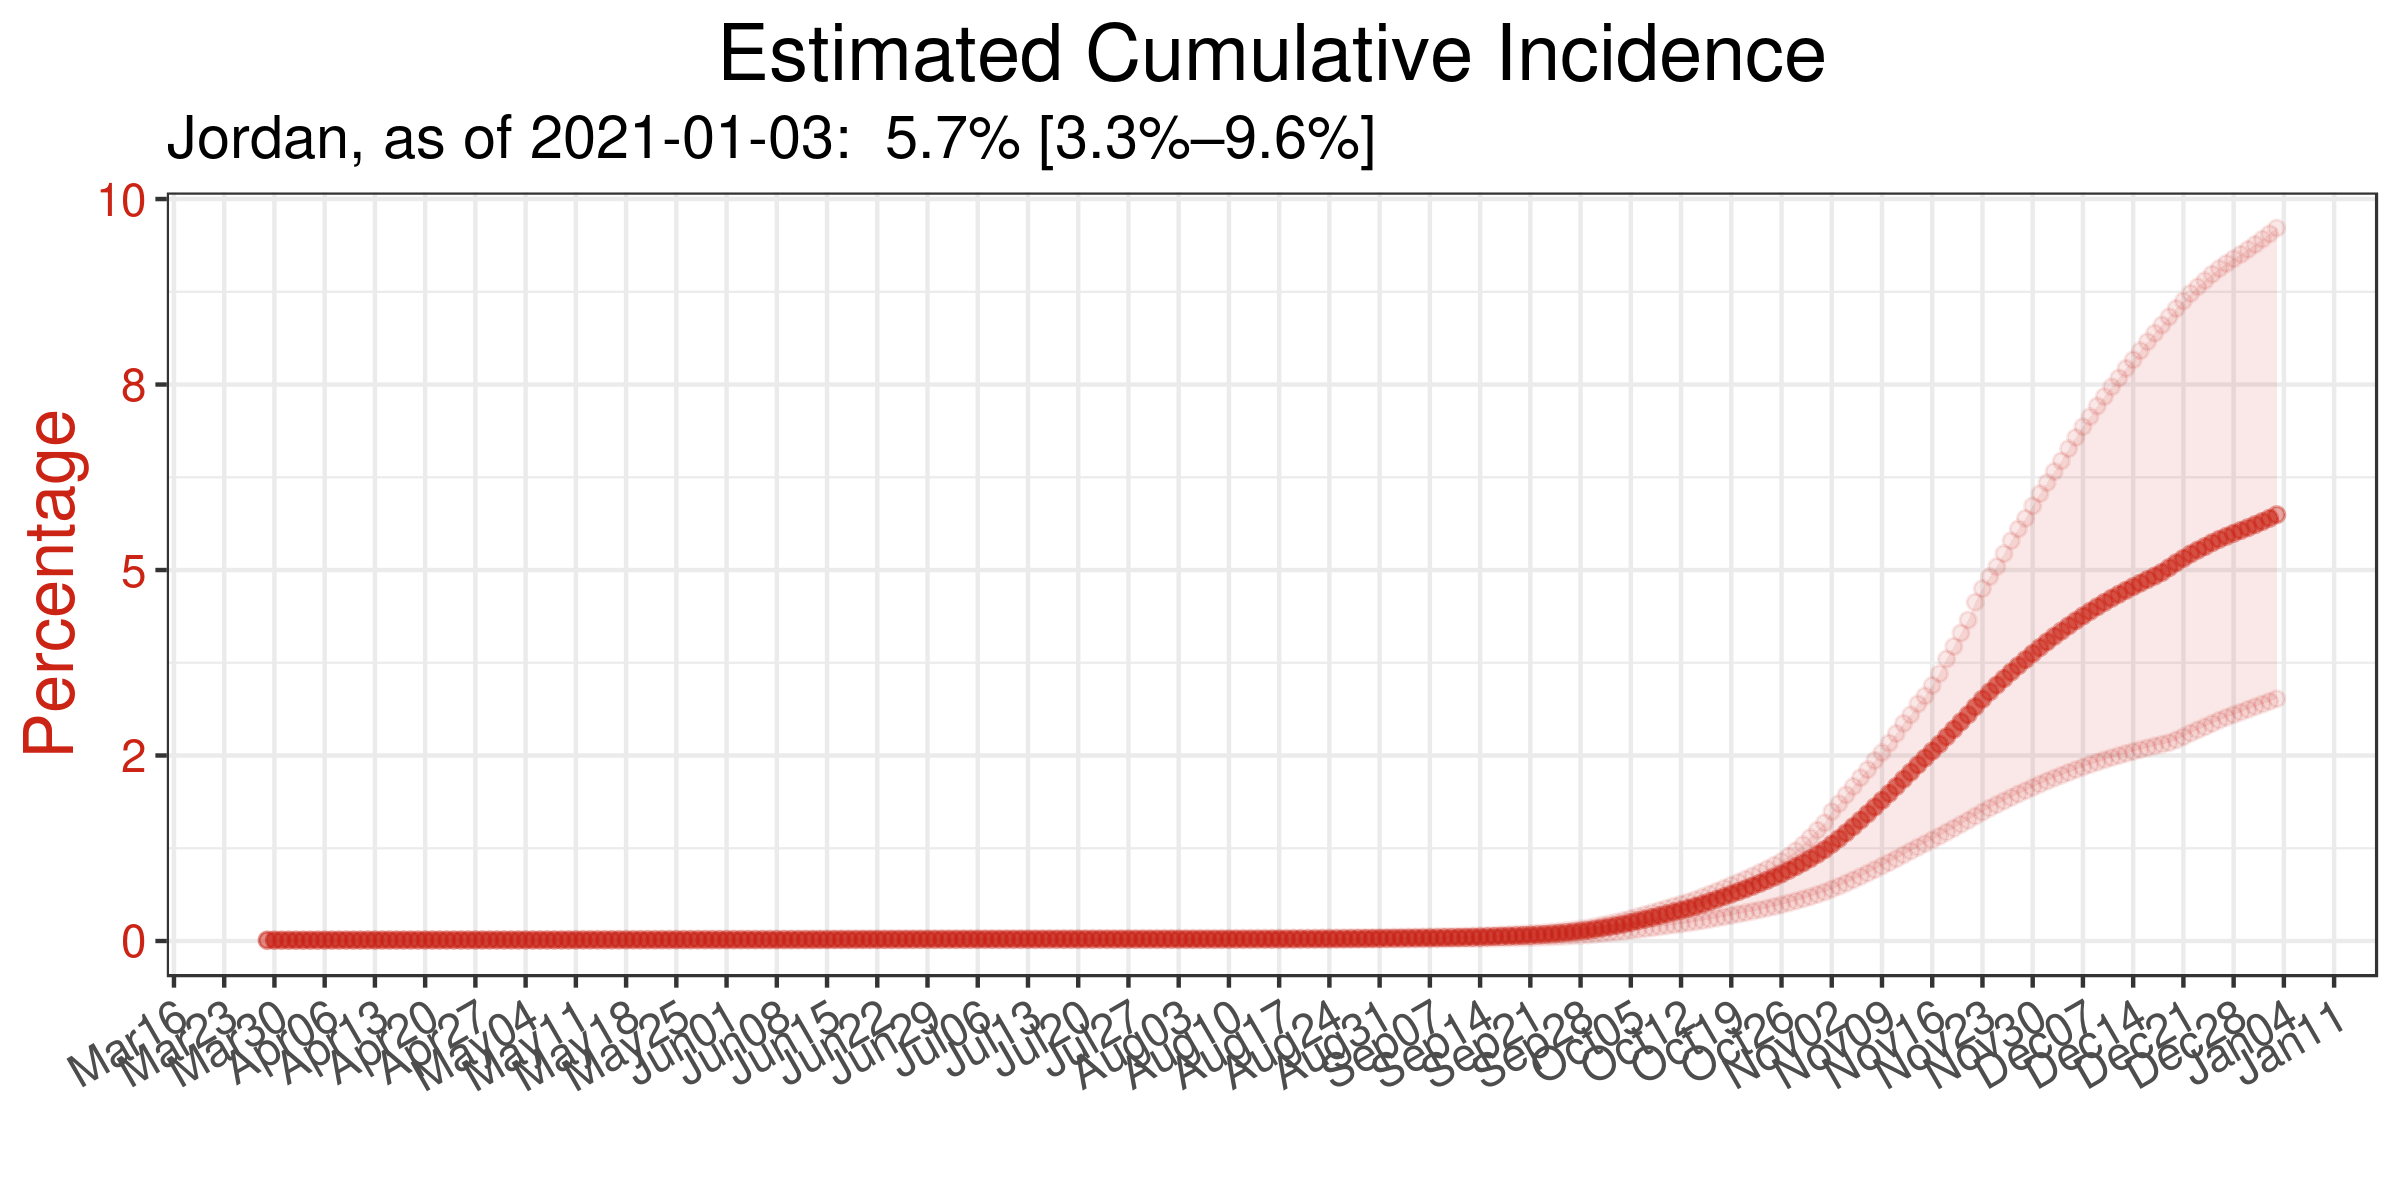 Estimated Cumulative Incidence
Jordan, as of 2021-01-03:  5.7% [3.3%–9.6%]
Percentage
10
8
5
2
0
Mar16
Mar23
Mar30
Apr06
Apr13
Apr20
Apr27
May04
May11
May18
May25
Jun01
Jun08
Jun15
Jun22
Jun29
Jul06
Jul13
Jul20
Jul27
Aug03
Aug10
Aug17
Aug24
Aug31
Sep07
Sep14
Sep21
Sep28
Oct05
Oct12
Oct19
Oct26
Nov02
Nov09
Nov16
Nov23
Nov30
Dec07
Dec14
Dec21
Dec28
Jan04
Jan11